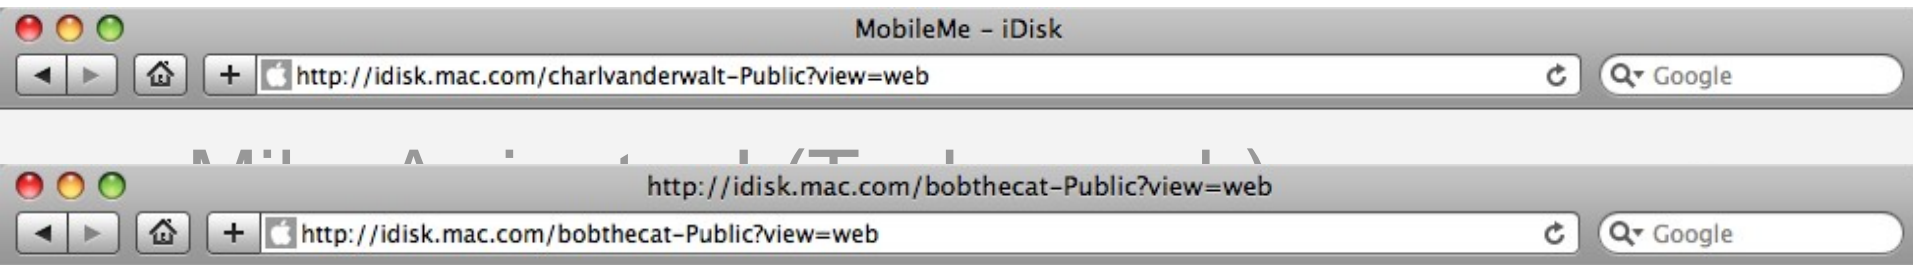 MobileMe – iDisk
http://idisk.mac.com/charlvanderwalt-Public?view=web
Google
http://idisk.mac.com/bobthecat-Public?view=web
http://idisk.mac.com/bobthecat-Public?view=web
Google